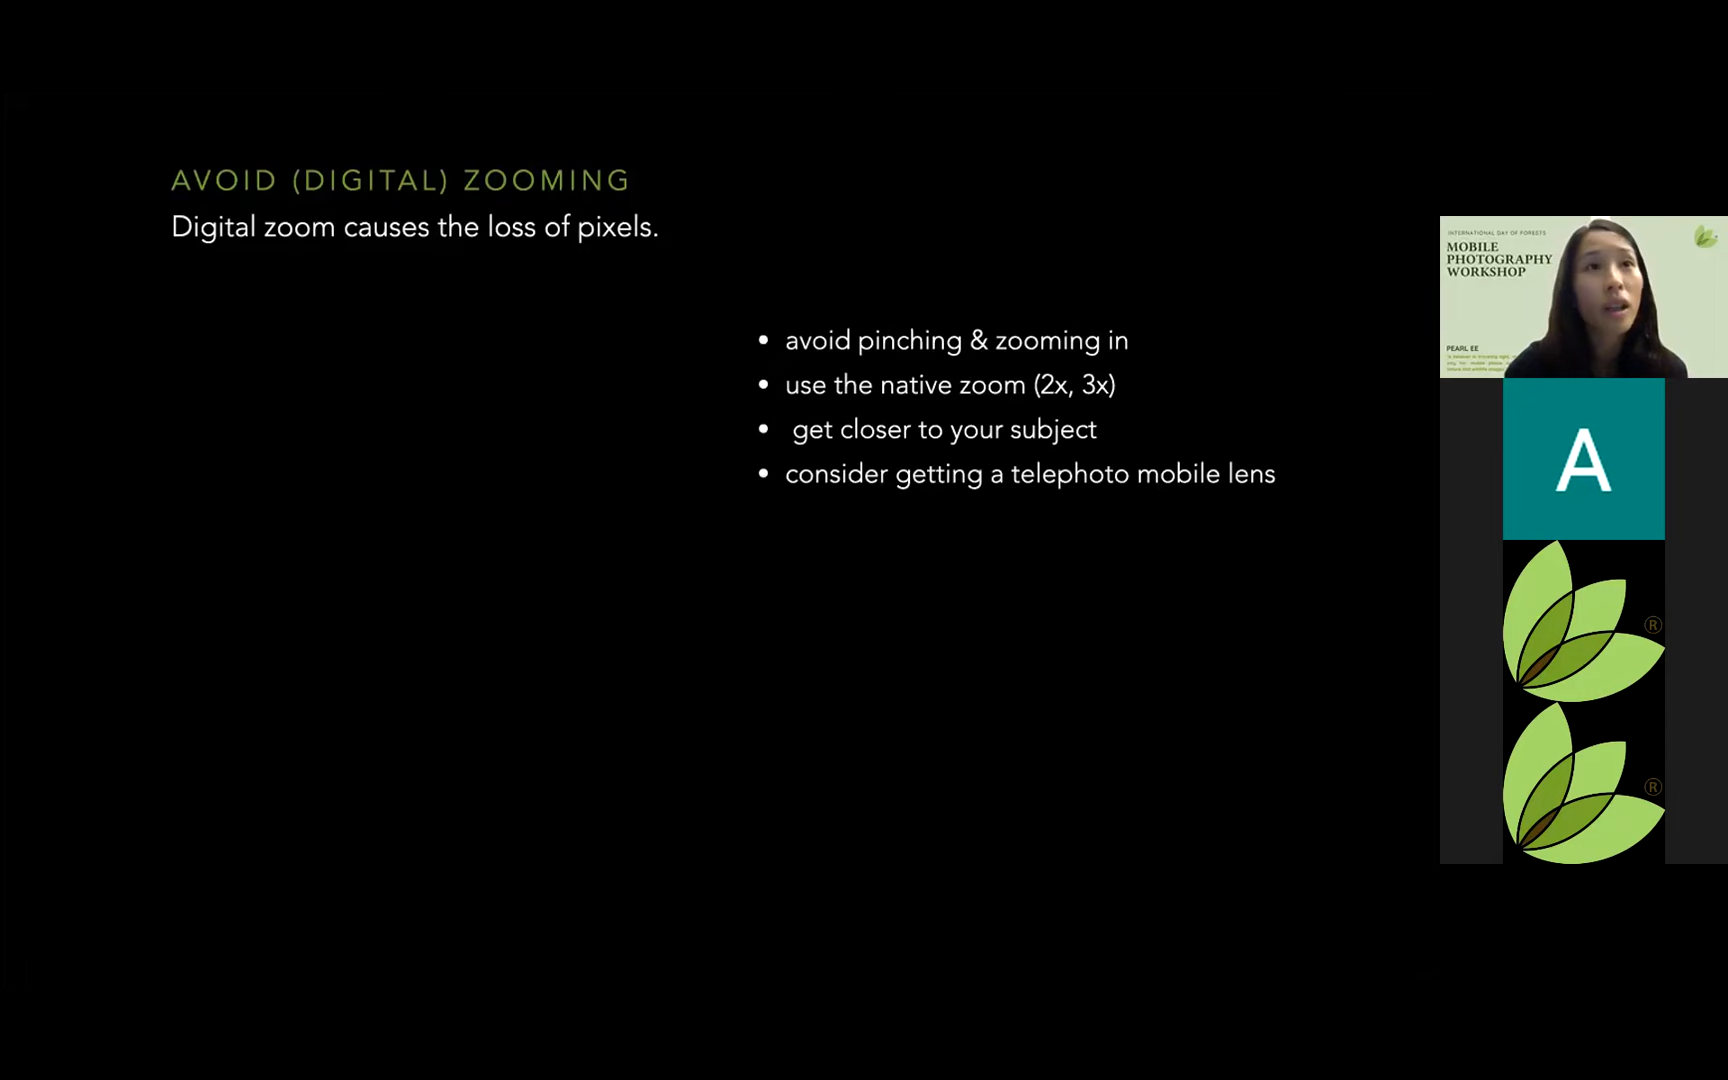 AVOID (DIGITAL) ZOOMING
Digital zoom causes the loss of pixels.
• avoid pinching & zooming in
• use the native zoom (2x, 3x)
• get closer to your subject
• consider getting a telephoto mobile lens
INTERNATIONAL DAY OF FORESTS
MOBILE
PHOTOGRAPHY
WORKSHOP
PEARL EE
A
®
®